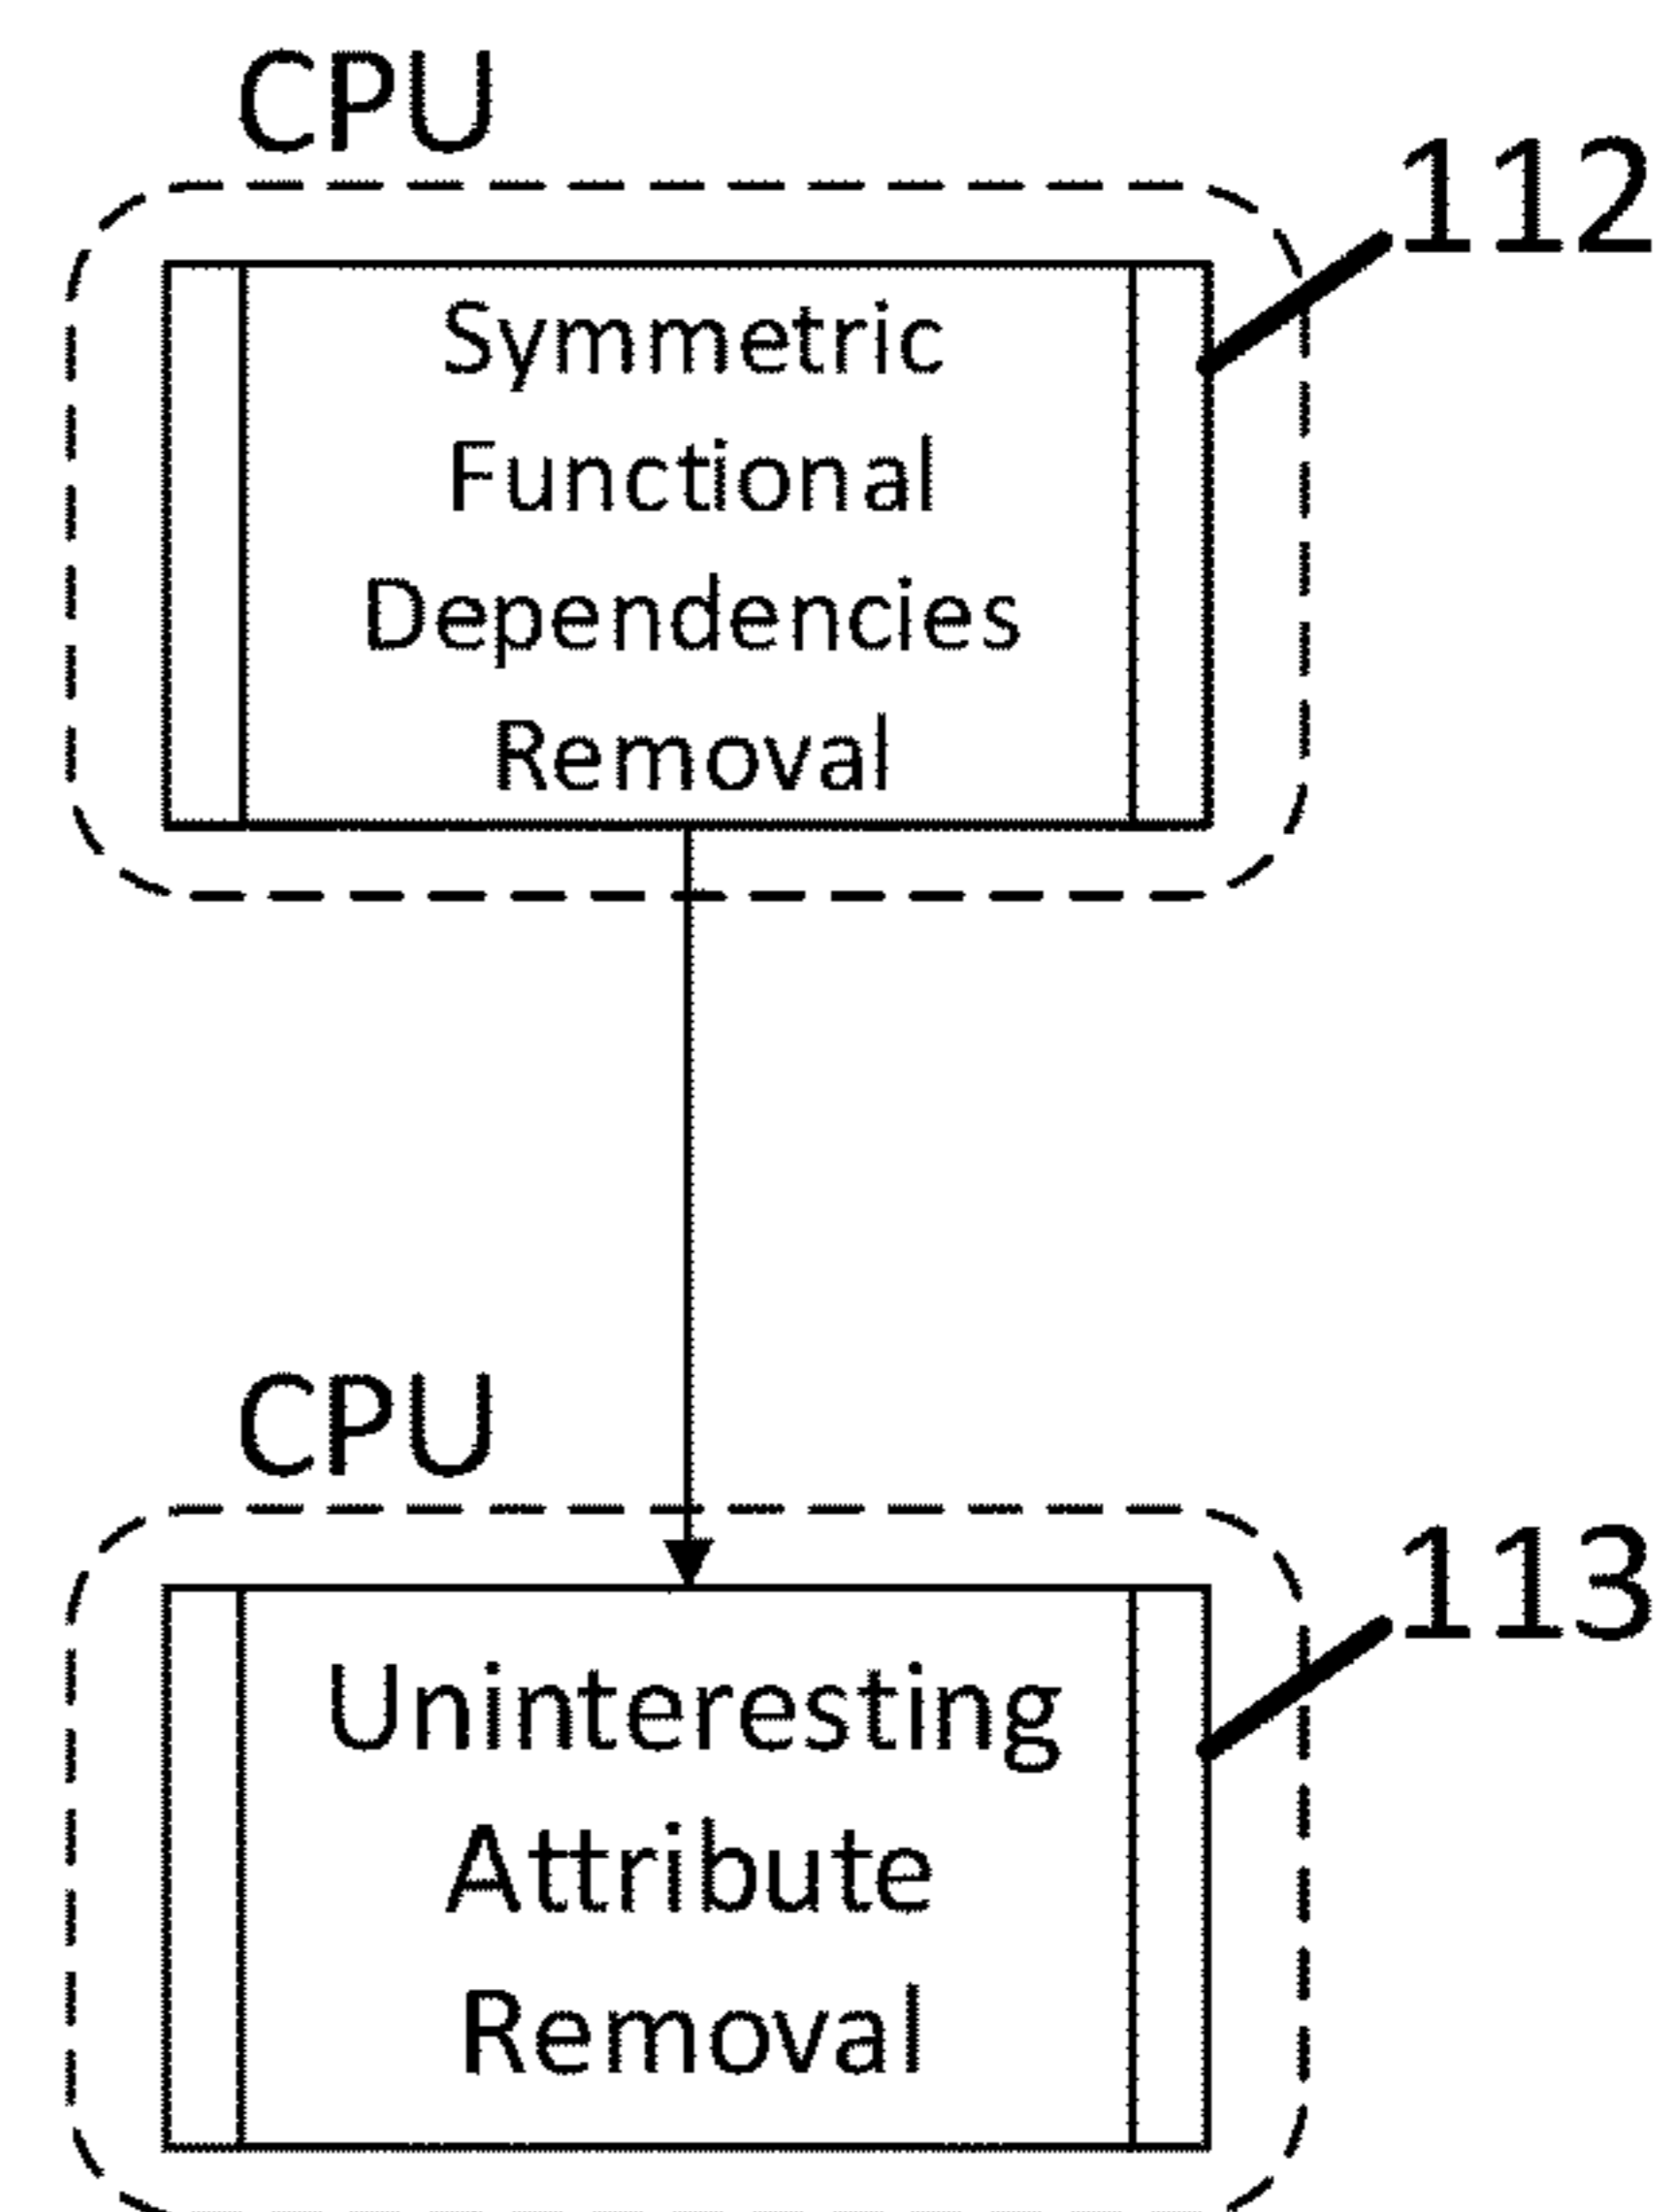 CPU
112
Symmetric
Functional
Dependencies
Removal
CPU
113
Uninteresting
Attribute
Removal